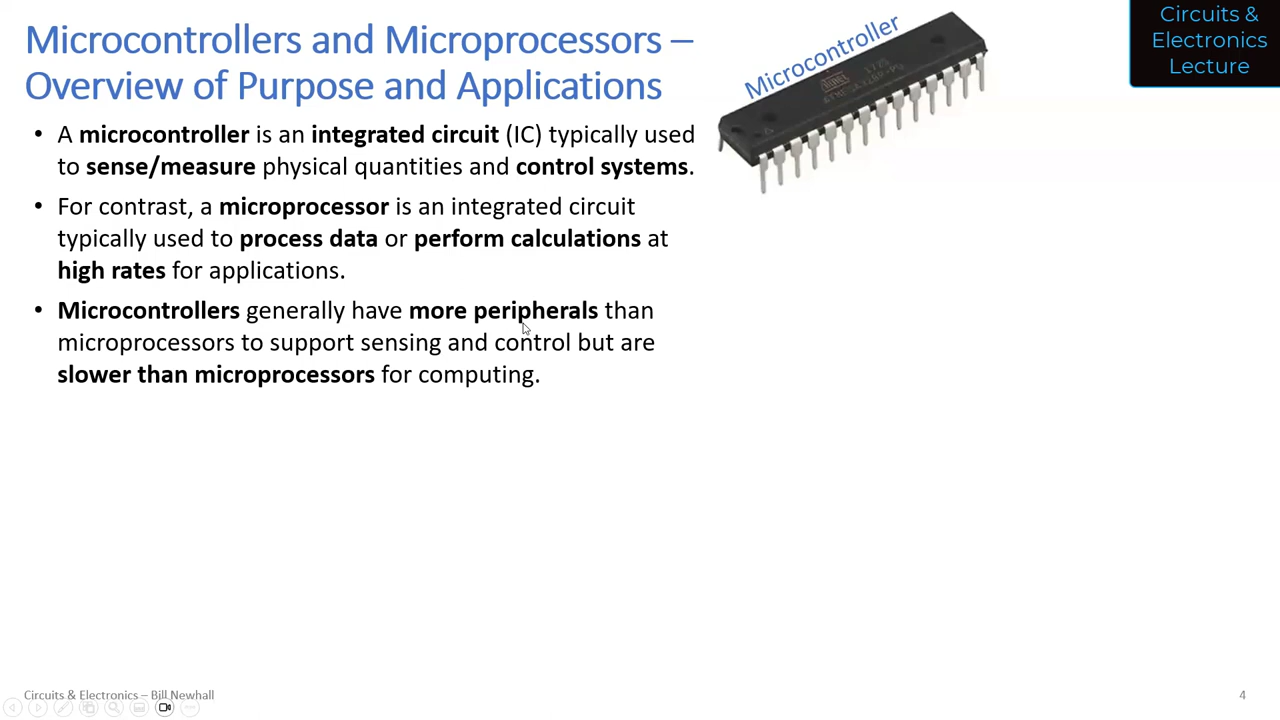 Microcontrollers and Microprocessors –
Overview of Purpose and Applications
Microcontroller
Circuits &
Electronics
Lecture
• A microcontroller is an integrated circuit (IC) typically used
to sense/measure physical quantities and control systems.
• For contrast, a microprocessor is an integrated circuit
typically used to process data or perform calculations at
high rates for applications.
• Microcontrollers generally have more peripherals than
microprocessors to support sensing and control but are
slower than microprocessors for computing.
Circuits & Electronics – Bill Newhall
4